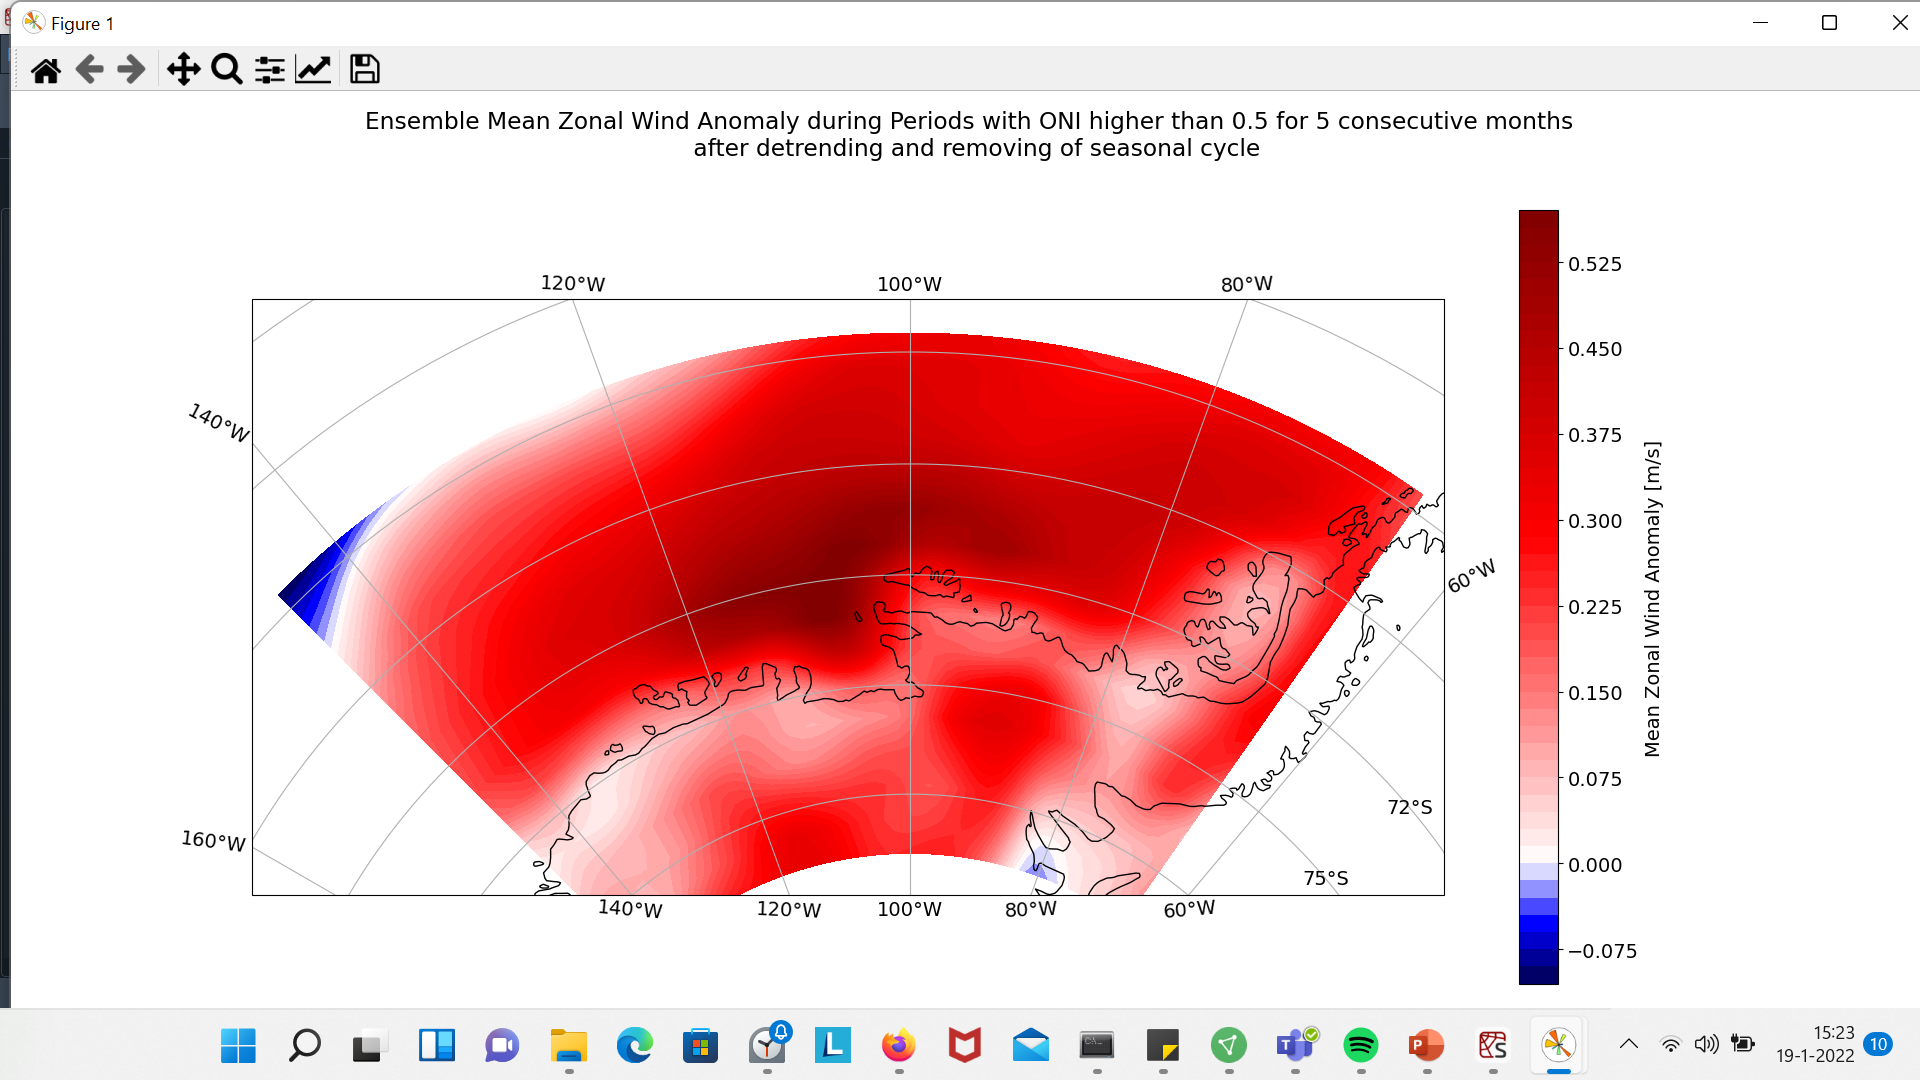 Figure 1
Ensemble Mean Zonal Wind Anomaly during Periods with ONI higher than 0.5 for 5 consecutive months
after detrending and removing of seasonal cycle
120°W
100°W
80°W
140°W
160°W
60°W
72°S
75°S
140°W
120°W
100°W
80°W
60°W
0.525
0.450
0.375
0.300
0.225
0.150
0.075
0.000
−0.075
Mean Zonal Wind Anomaly [m/s]
L
C:\_
T
P
S
15:23
19-1-2022
10